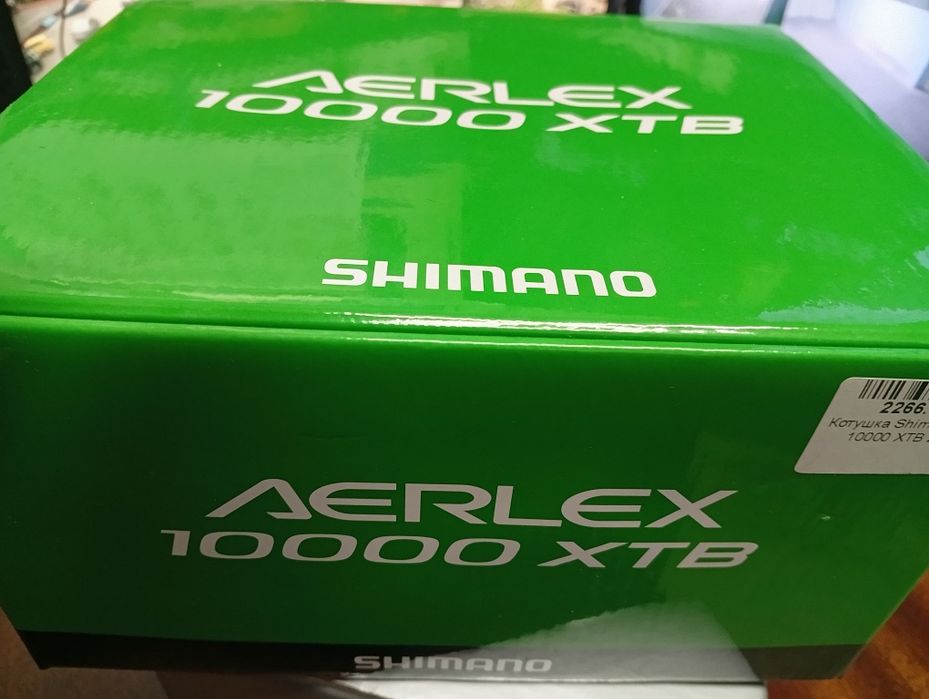 AERLEX
10000 XTB
SHIMANO
2266.
Котушка Shim
10000 XTB
AERLEX
10000 XTB
SHIMANO